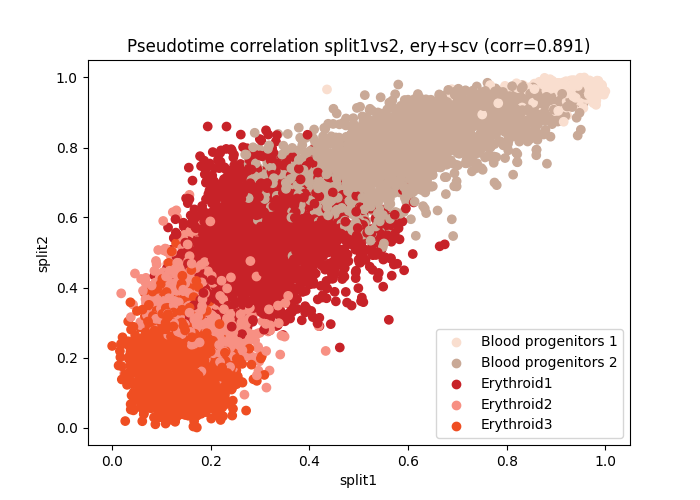 Pseudotime correlation split1vs2, ery+scv (corr=0.891)
split2
1.0
0.8
0.6
0.4
0.2
0.0
Blood progenitors 1
Blood progenitors 2
Erythroid1
Erythroid2
Erythroid3
0.0 0.2 0.4 0.6 0.8 1.0
split1